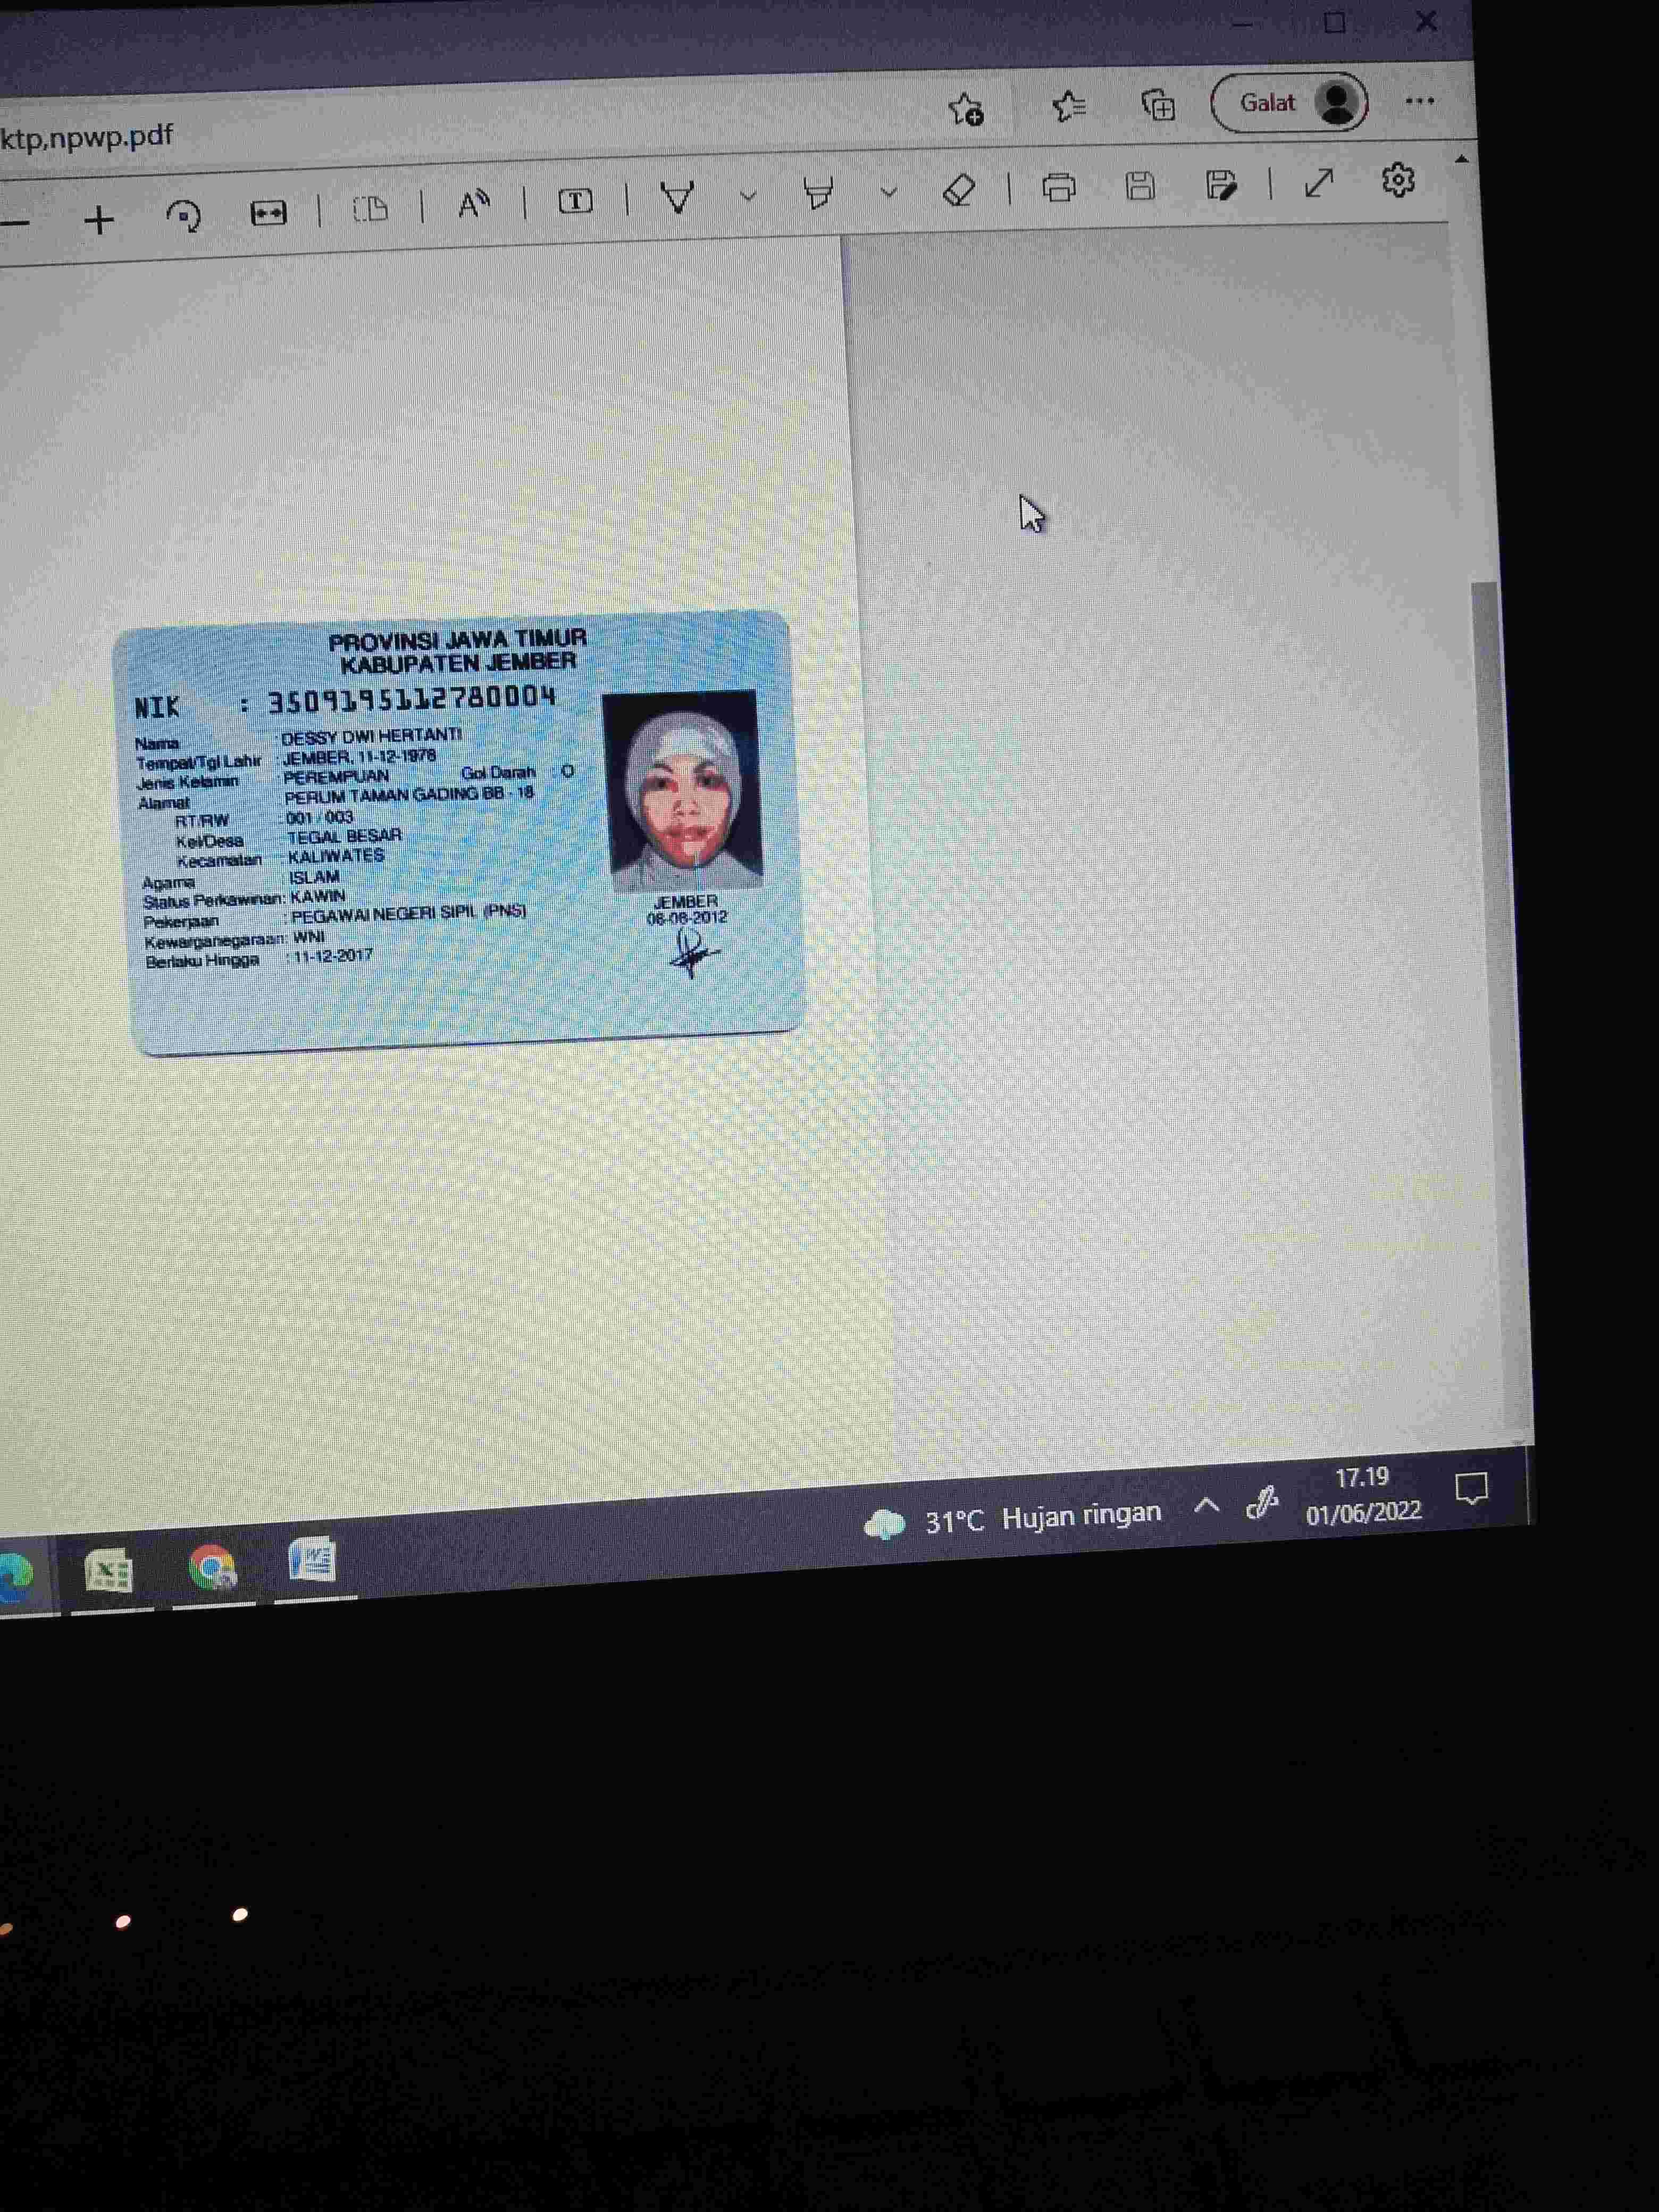 Galat
ktp,npwp.pdf
PROVINSI JAWA TIMUR
KABUPATEN JEMBER
NIK : 3509195112780004
Nama : DESSY DWI HERTANTI
Tempat/Tgl Lahir : JEMBER, 11-12-1978
Jenis Kelamin : PEREMPUAN Gol Darah : O
Alamat : PERUM TAMAN GADING BB - 18
RT/RW : 001 / 003
Kel/Desa : TEGAL BESAR
Kecamatan : KALIWATES
Agama : ISLAM
Status Perkawinan: KAWIN
Pekerjaan : PEGAWAI NEGERI SIPIL (PNS)
Kewarganegaraan: WNI
Berlaku Hingga : 11-12-2017
JEMBER
08-08-2012
31°C Hujan ringan
17.19
01/06/2022